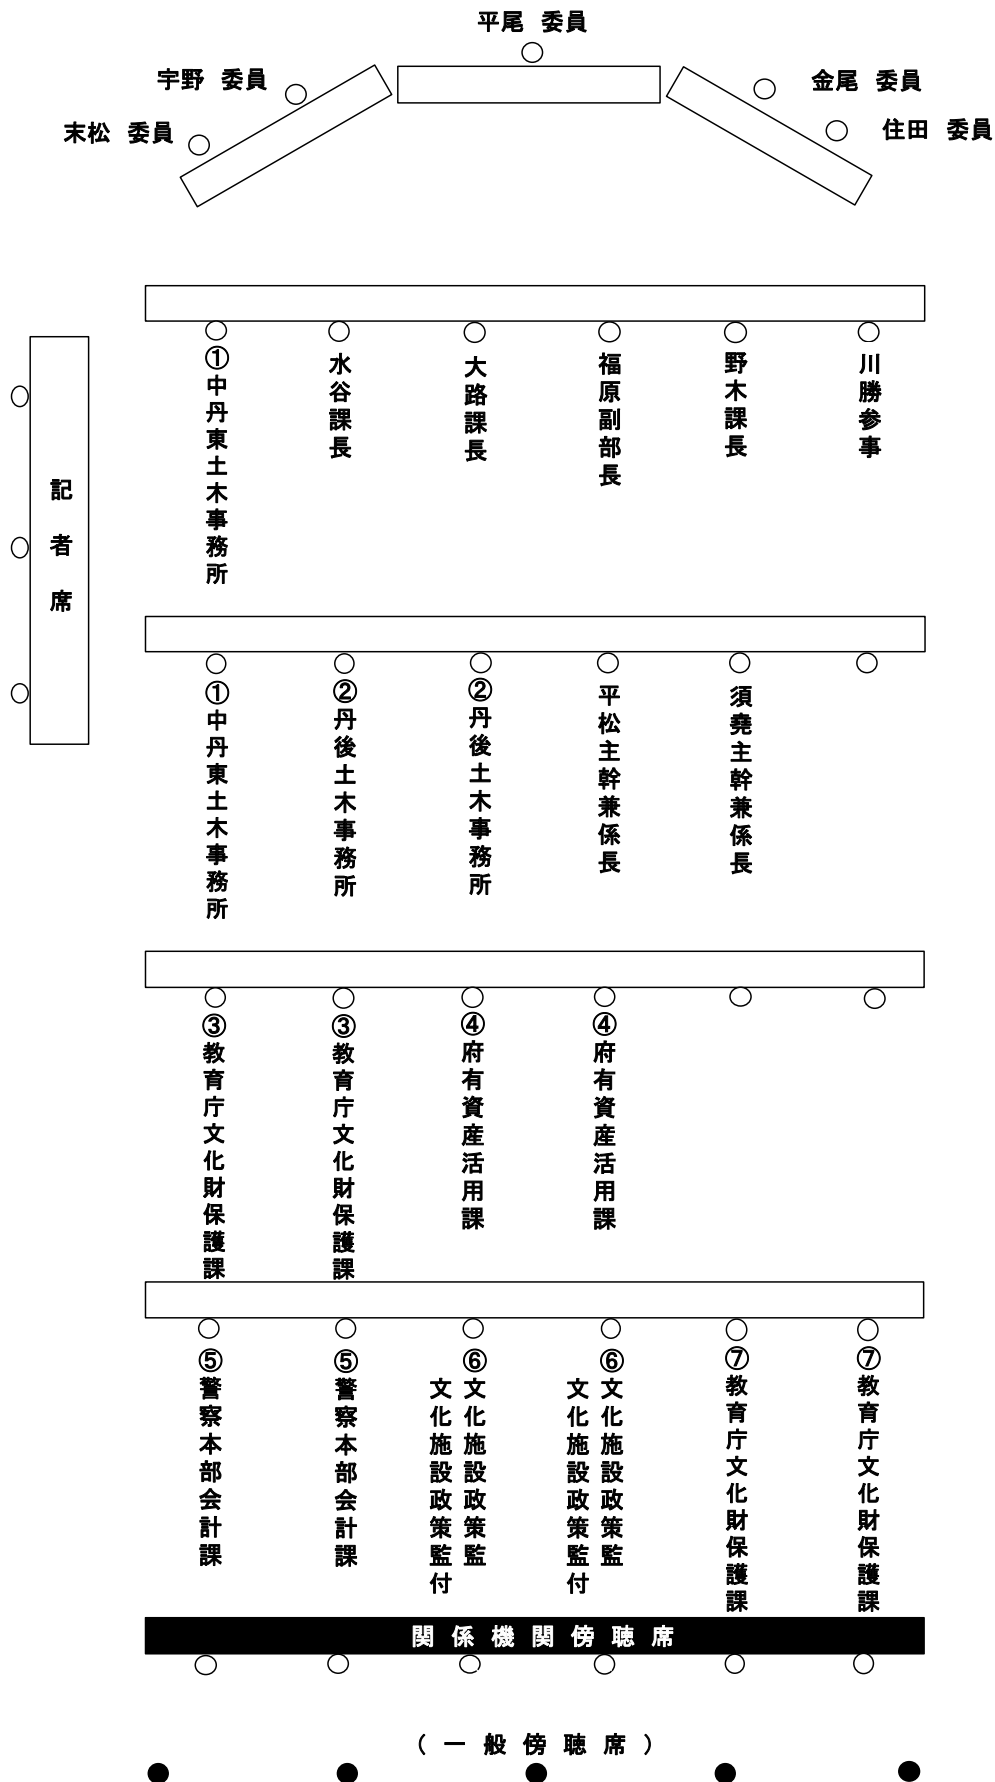 平尾 委員
宇野 委員
金尾 委員
末松 委員
住田 委員
①中丹東土木事務所
水谷課長
大路課長
福原副部長
野木課長
川勝参事
記者席
①中丹東土木事務所
②丹後土木事務所
②丹後土木事務所
平松主幹兼係長
須堯主幹兼係長
③教育庁文化財保護課
③教育庁文化財保護課
④府有資産活用課
④府有資産活用課
⑤警察本部会計課
⑤警察本部会計課
⑥文化施設政策監
文化施設政策監付
⑥文化施設政策監
文化施設政策監付
⑦教育庁文化財保護課
⑦教育庁文化財保護課
関係機関傍聴席
(一般傍聴席)